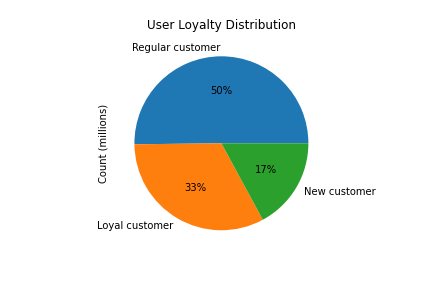 User Loyalty Distribution
Regular customer
50%
Count (millions)
17%
33%
New customer
Loyal customer